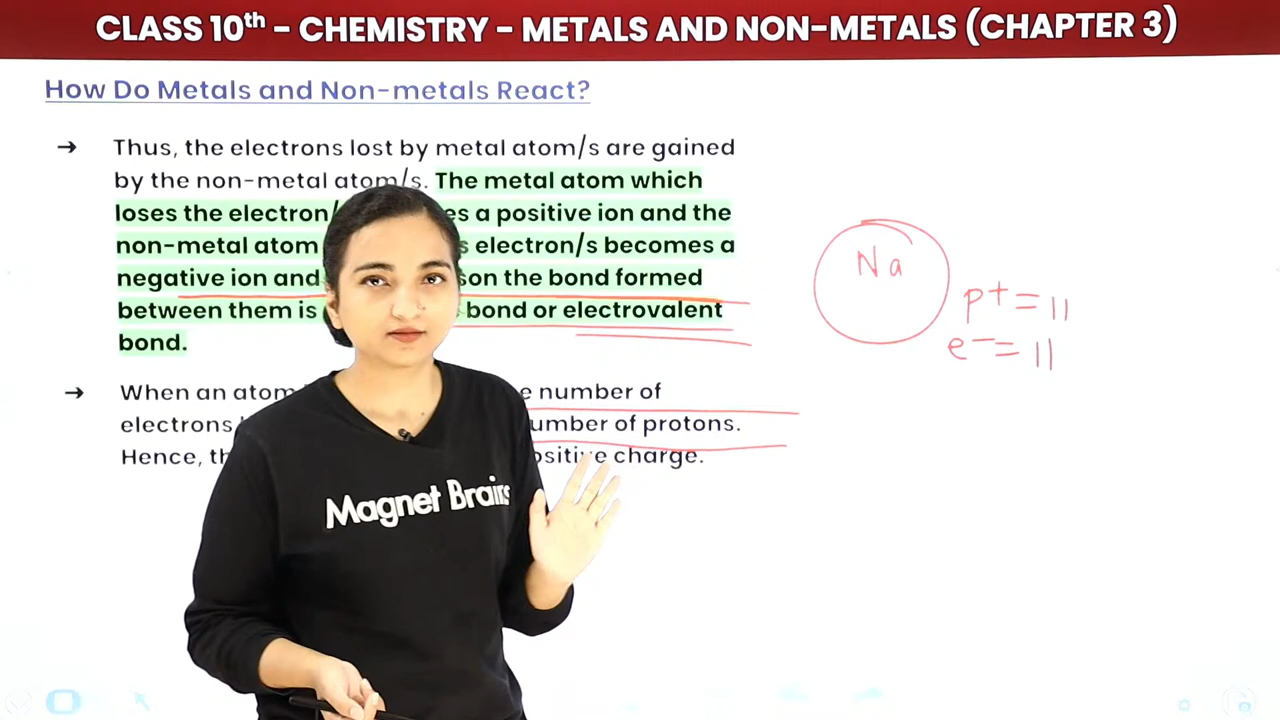 CLASS 10th - CHEMISTRY - METALS AND NON-METALS (CHAPTER 3)
How Do Metals and Non-metals React?
→ Thus, the electrons lost by metal atom/s are gained
by the non-metal atom/s. The metal atom which
loses the electron/ es a positive ion and the
non-metal atom s electron/s becomes a
negative ion and son the bond formed
between them is bond or electrovalent
bond.
→ When an atom e number of
electrons umber of protons.
Hence, th ositive charge.
Na
p+ = 11
e- = 11
Magnet Brains